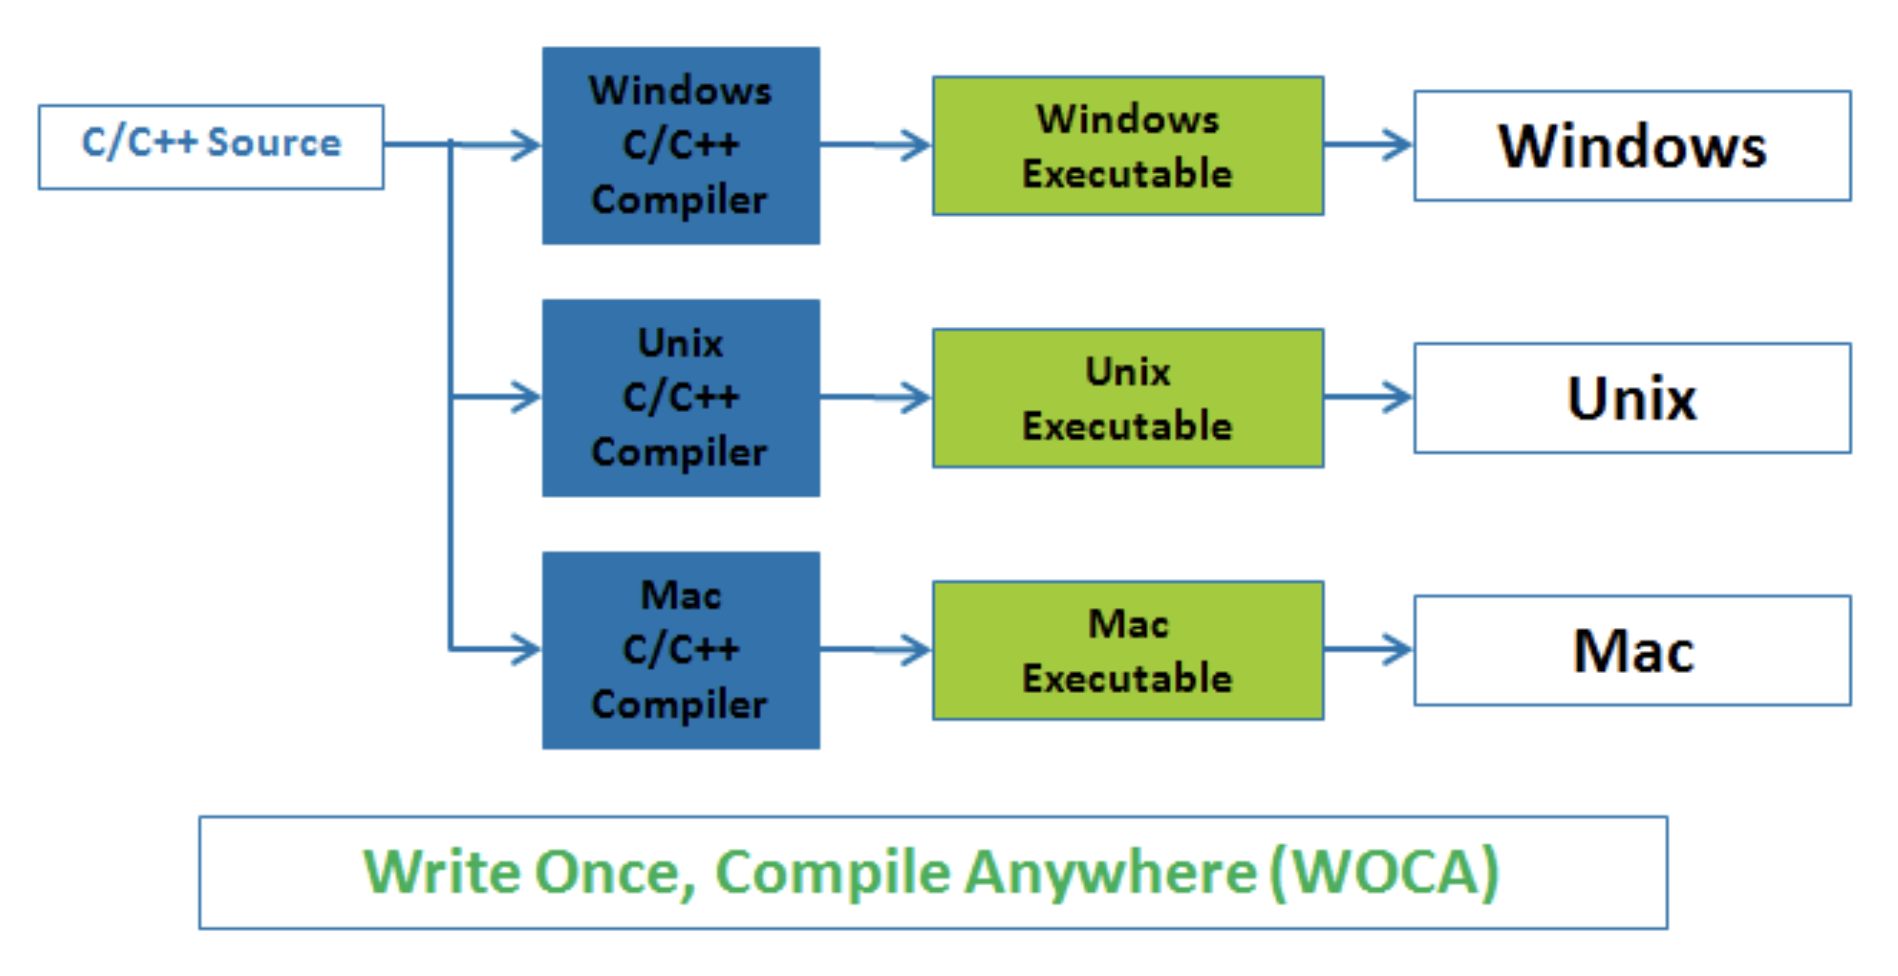 C/C++ Source
Windows
C/C++
Compiler
Windows
Executable
Windows
Unix
C/C++
Compiler
Unix
Executable
Unix
Mac
C/C++
Compiler
Mac
Executable
Mac
Write Once, Compile Anywhere (WOCA)